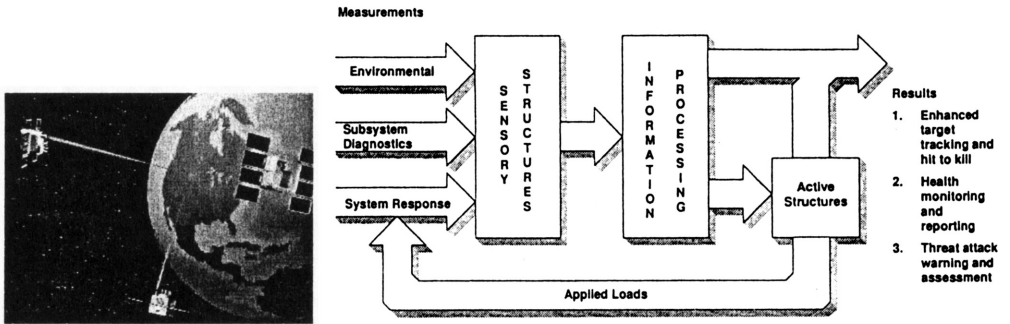 Measurements
Environmental
Subsystem
Diagnostics
System Response
SENSORY
STRUCTURES
INFORMATION
PROCESSING
Active
Structures
Applied Loads
Results
1. Enhanced
target
tracking and
hit to kill
2. Health
monitoring
and
reporting
3. Threat attack
warning and
assessment